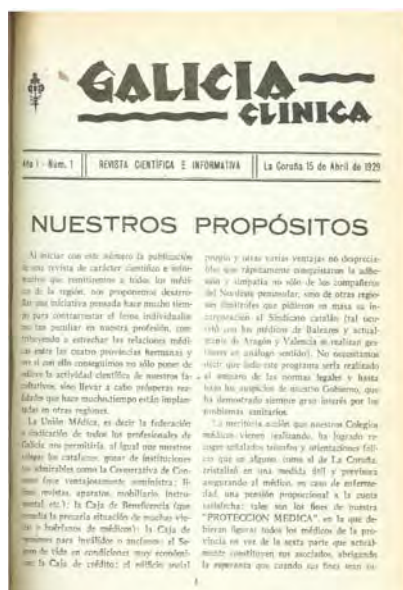 GALICIA
CLINICA
Año I - Núm. 1
REVISTA CIENTÍFICA E INFORMATIVA
La Coruña 15 de Abril de 1929
NUESTROS PROPÓSITOS
Al iniciar con este número la publicación
de una revista de carácter científico e infor-
mativo que remitiremos a todos los médi-
cos de la región, nos proponemos desarro-
llar una iniciativa pensada hace mucho tiem-
po para contrarrestar el lema individualis-
ta tan peculiar en nuestra profesión, con-
tribuyendo a estrechar las relaciones médi-
cas entre las cuatro provincias hermanas y
ver si con ello conseguimos no sólo poner de
relieve la actividad científica de nuestros fa-
cultativos, sino llevar a cabo prósperas rea-
lidades que hace mucho tiempo están implan-
tadas en otras regiones.
La Unión Médica, es decir la federación
o sindicación de todos los profesionales de
Galicia nos permitiría, al igual que nuestros
colegas los catalanes, gozar de instituciones
tan admirables como la Cooperativa de Con-
sumo (que ventajosamente suministra: li-
bros, revistas, aparatos, mobiliario instru-
mental, etc.); la Caja de Beneficencia (que
remedia la precaria situación de muchas viu-
das o huérfanos de médicos); la Caja de
pensiones para inválidos o ancianos; el Se-
guro de vida en condiciones muy económi-
cas; la Caja de crédito; el edificio social
propio y otras varias ventajas no desprecia-
bles que rápidamente conquistaron la adhe-
sión y simpatía no sólo de los compañeros
del Nordeste peninsular, sino de otras regio-
nes limítrofes que pidieron en masa su in-
corporación al Sindicato catalán (tal ocu-
rrió con los médicos de Baleares y actual-
mente de Aragón y Valencia se realizan ges-
tiones en análogo sentido). No necesitamos
decir que todo este programa sería realizado
al amparo de las normas legales y hasta
bajo los auspicios de nuestro Gobierno, que
ha demostrado siempre gran interés por los
problemas sanitarios.
La meritoria acción que nuestros Colegios
médicos vienen realizando, ha logrado re-
coger señalados triunfos y orientaciones feli-
ces que en algunos, como el de La Coruña,
cristalizó en una medida útil y previsora
asegurando al médico, en caso de enferme-
dad, una pensión proporcional a la cuota
satisfecha; tales son los fines de nuestra
"PROTECCION MEDICA", en la que de-
bieran figurar todos los médicos de la pro-
vincia en vez de la sexta parte que actual-
mente constituyen sus asociados, abrigando
la esperanza que cuando sus fines sean
1